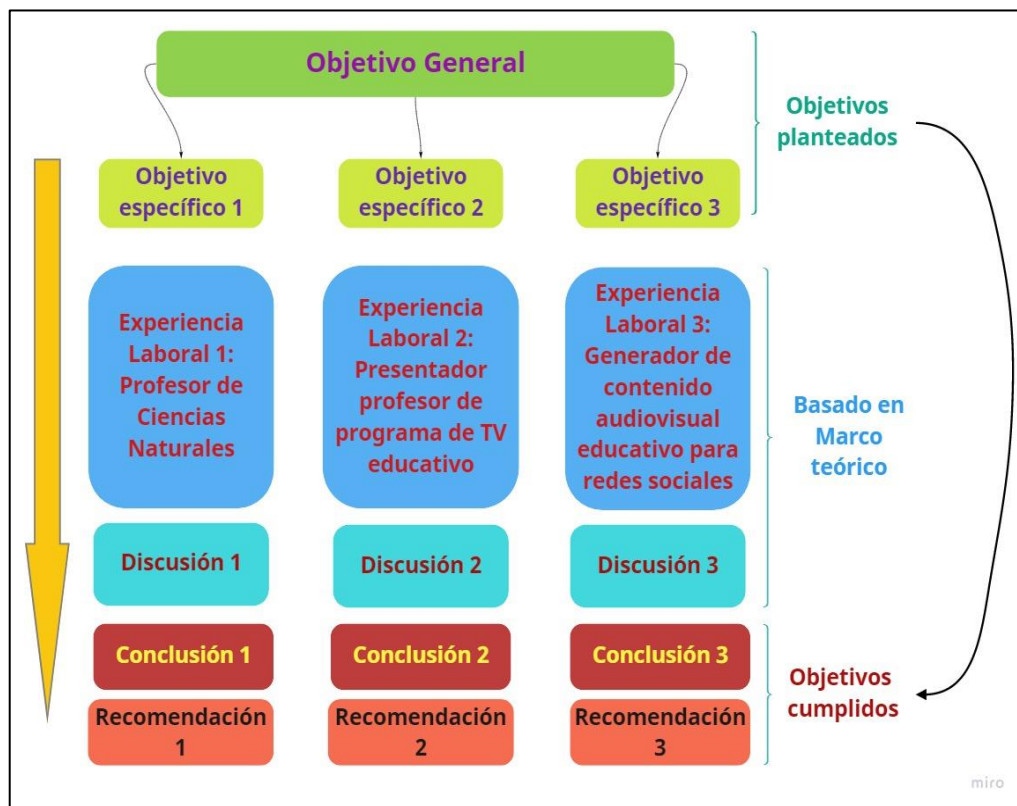 Objetivo General
Objetivos
planteados
Objetivo
específico 1
Objetivo
específico 2
Objetivo
específico 3
Experiencia
Laboral 1:
Profesor de
Ciencias
Naturales
Experiencia
Laboral 2:
Presentador
profesor de
programa de TV
educativo
Experiencia
Laboral 3:
Generador de
contenido
audiovisual
educativo para
redes sociales
Basado en
Marco
teórico
Discusión 1
Discusión 2
Discusión 3
Conclusión 1
Conclusión 2
Conclusión 3
Objetivos
cumplidos
Recomendación
1
Recomendación
2
Recomendación
3
miro